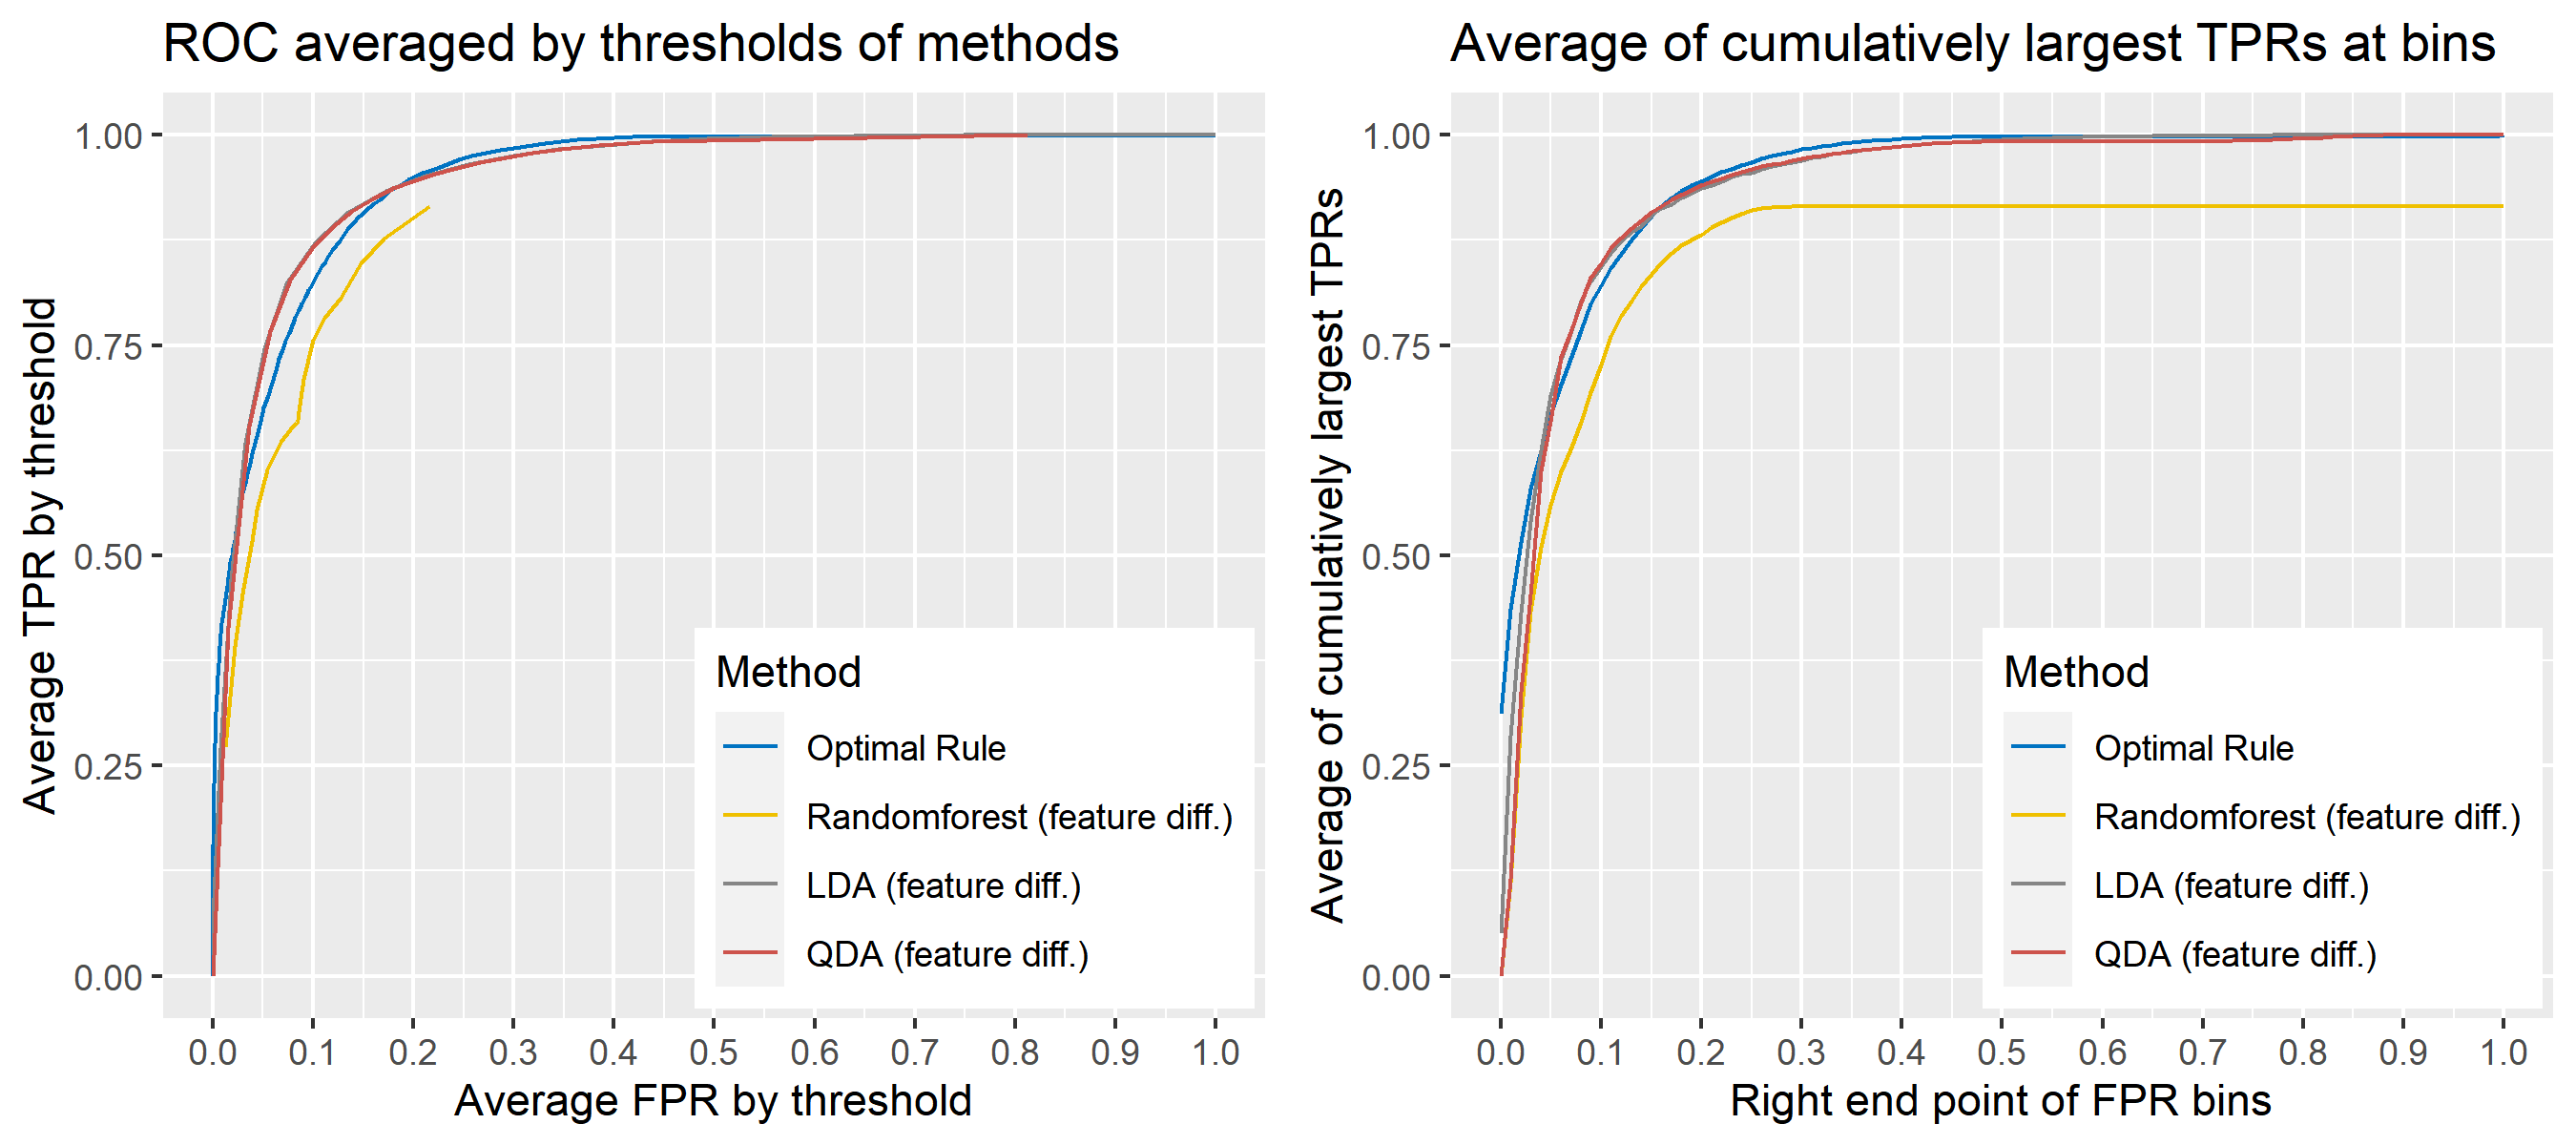 ROC averaged by thresholds of methods
Average TPR by threshold
1.00
0.75
0.50
0.25
0.00
Method
Optimal Rule
Randomforest (feature diff.)
LDA (feature diff.)
QDA (feature diff.)
0.0 0.1 0.2 0.3 0.4 0.5 0.6 0.7 0.8 0.9 1.0
Average FPR by threshold
Average of cumulatively largest TPRs at bins
Average of cumulatively largest TPRs
1.00
0.75
0.50
0.25
0.00
Method
Optimal Rule
Randomforest (feature diff.)
LDA (feature diff.)
QDA (feature diff.)
0.0 0.1 0.2 0.3 0.4 0.5 0.6 0.7 0.8 0.9 1.0
Right end point of FPR bins